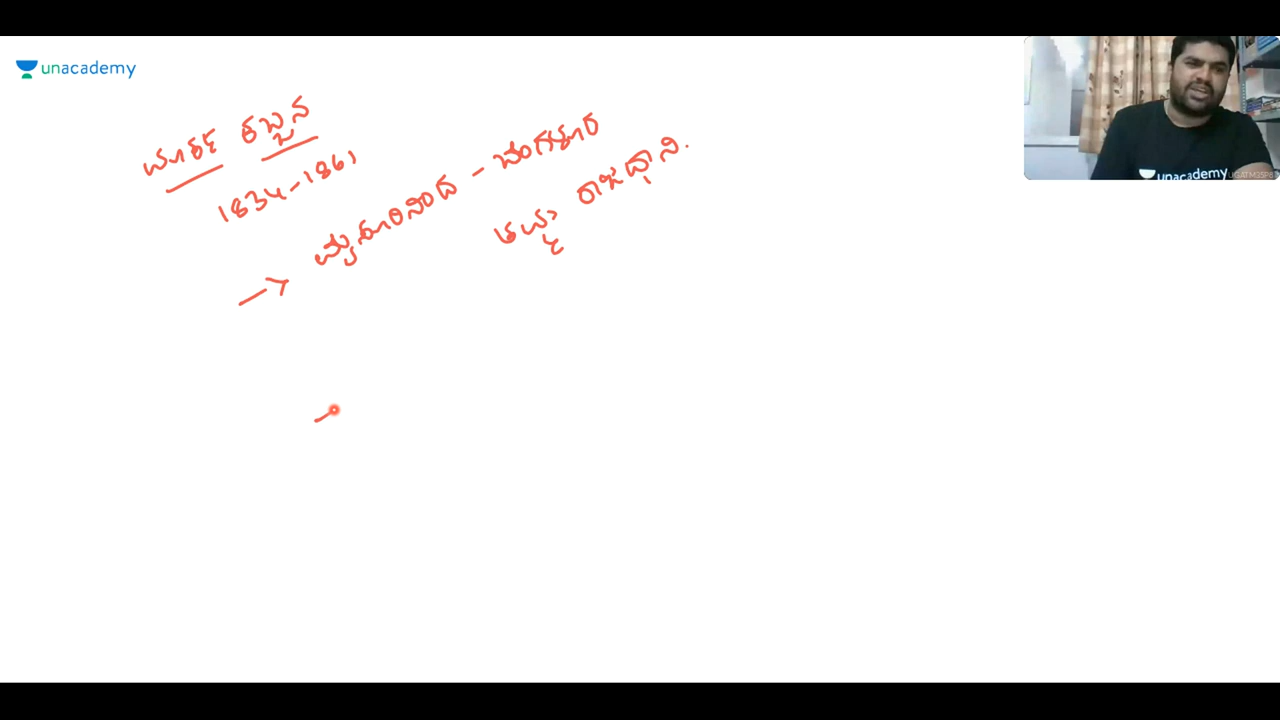 unacademy
ಮಾರ್ಕ ಕಬ್ಬನ
1834-1861
→ ಮೈಸೂರಿನಿಂದ - ಬೆಂಗಳೂರ
ರಾಜಧಾನಿ.
unacademy